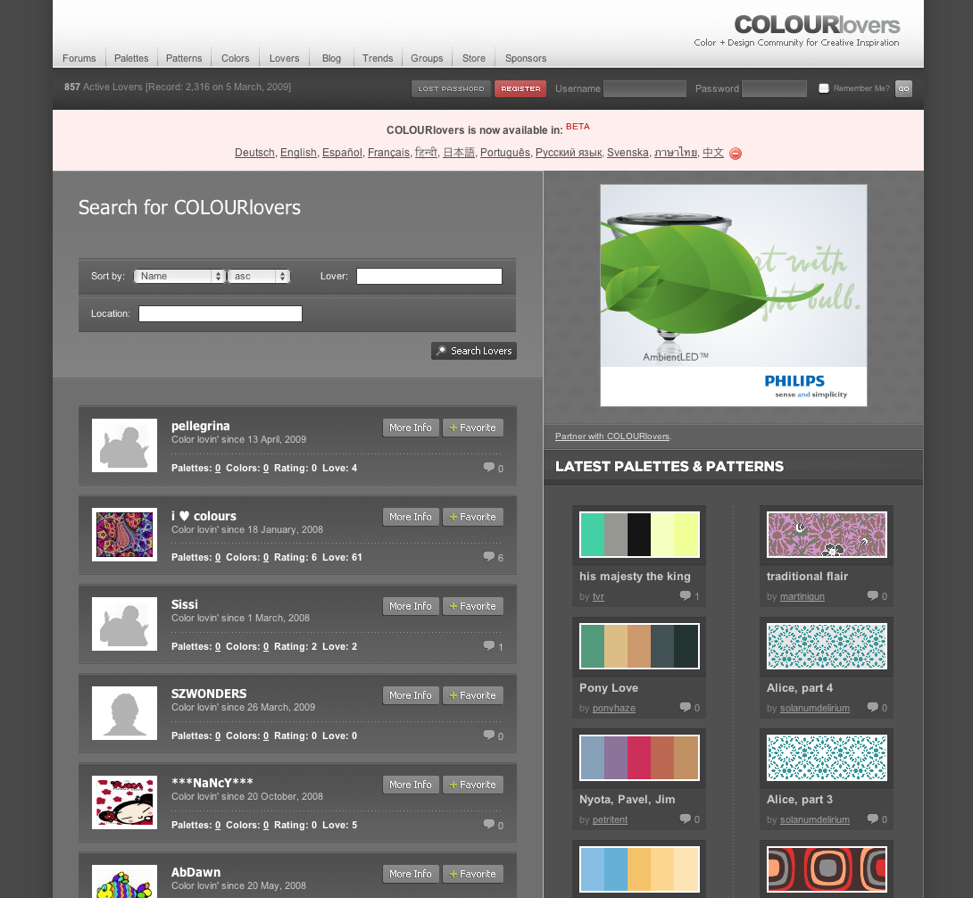 COLOURlovers
Color + Design Community for Creative Inspiration
Forums Palettes Patterns Colors Lovers Blog Trends Groups Store Sponsors
857 Active Lovers [Record: 2,316 on 5 March, 2009]
LOST PASSWORD REGISTER Username Password Remember Me? GO
COLOURlovers is now available in: BETA
Deutsch, English, Español, Français, हिन्दी, 日本語, Português, Русский язык, Svenska, ภาษาไทย, 中文
Search for COLOURlovers
Sort by: Name asc Lover:
Location:
Search Lovers
pellegrina
Color lovin' since 13 April, 2009
More Info + Favorite
Palettes: 0 Colors: 0 Rating: 0 Love: 4
0
i ♥ colours
Color lovin' since 18 January, 2008
More Info + Favorite
Palettes: 0 Colors: 0 Rating: 6 Love: 61
6
Sissi
Color lovin' since 1 March, 2008
More Info + Favorite
Palettes: 0 Colors: 0 Rating: 2 Love: 2
1
SZWONDERS
Color lovin' since 26 March, 2009
More Info + Favorite
Palettes: 0 Colors: 0 Rating: 0 Love: 0
0
***NaNcY***
Color lovin' since 20 October, 2008
More Info + Favorite
Palettes: 0 Colors: 0 Rating: 0 Love: 5
0
AbDawn
Color lovin' since 20 May, 2008
More Info + Favorite
with
bulb.
AmbientLED™
PHILIPS
sense and simplicity
Partner with COLOURlovers.
LATEST PALETTES & PATTERNS
his majesty the king
by tvr 1
traditional flair
by martinigun 0
Pony Love
by ponyhaze 0
Alice, part 4
by solanumdelirium 0
Nyota, Pavel, Jim
by petritent 0
Alice, part 3
by solanumdelirium 0